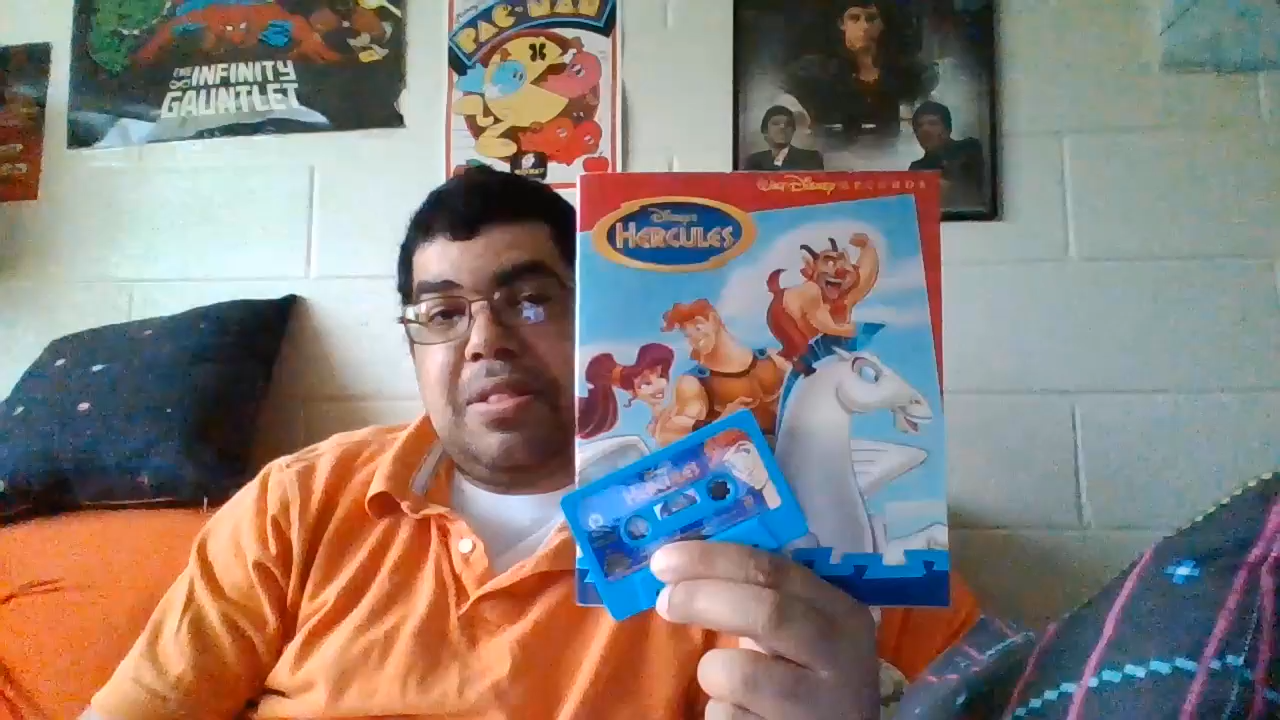 THE
INFINITY
GAUNTLET
PAC-MAN
WALT DISNEY RECORDS
Disney's
HERCULES